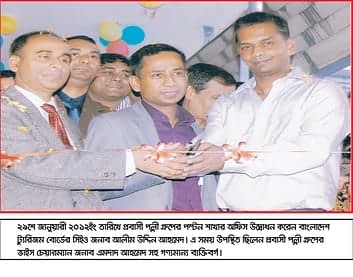 ২৯শে জানুয়ারী ২০১২ইং তারিখে প্রবাসী পল্লী গ্রুপের পল্টন শাখার অফিস উদ্বোধন করেন বাংলাদেশ
ট্যুরিজম বোর্ডের সিইও জনাব আলীম উদ্দিন আহমেদ। এ সময় উপস্থিত ছিলেন প্রবাসী পল্লী গ্রুপের
ভাইস চেয়ারম্যান জনাব এমদাদ আহমেদ সহ গণ্যমান্য ব্যক্তিবর্গ।